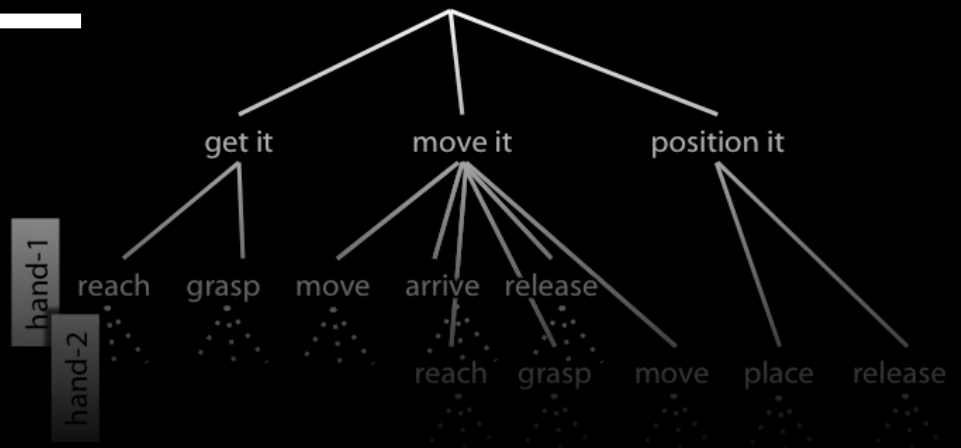 get it move it position it
hand-1
reach grasp move arrive release
hand-2
reach grasp move place release